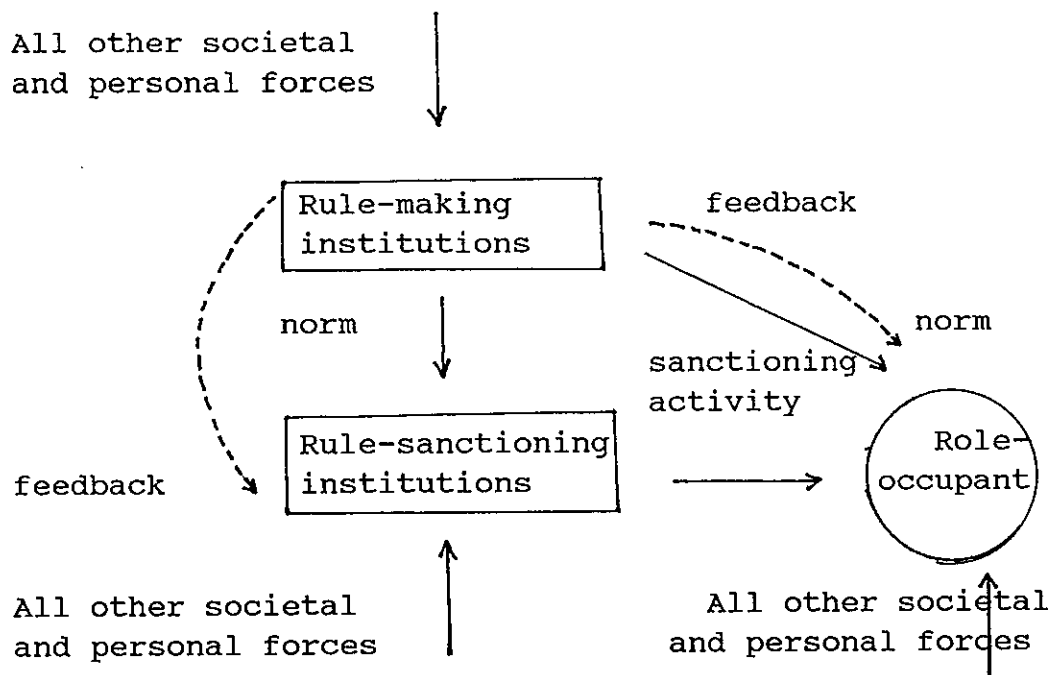 All other societal
and personal forces
Rule-making
institutions
feedback
norm
norm
sanctioning
activity
Rule-sanctioning
institutions
Role-
occupant
feedback
All other societal
and personal forces
All other societal
and personal forces